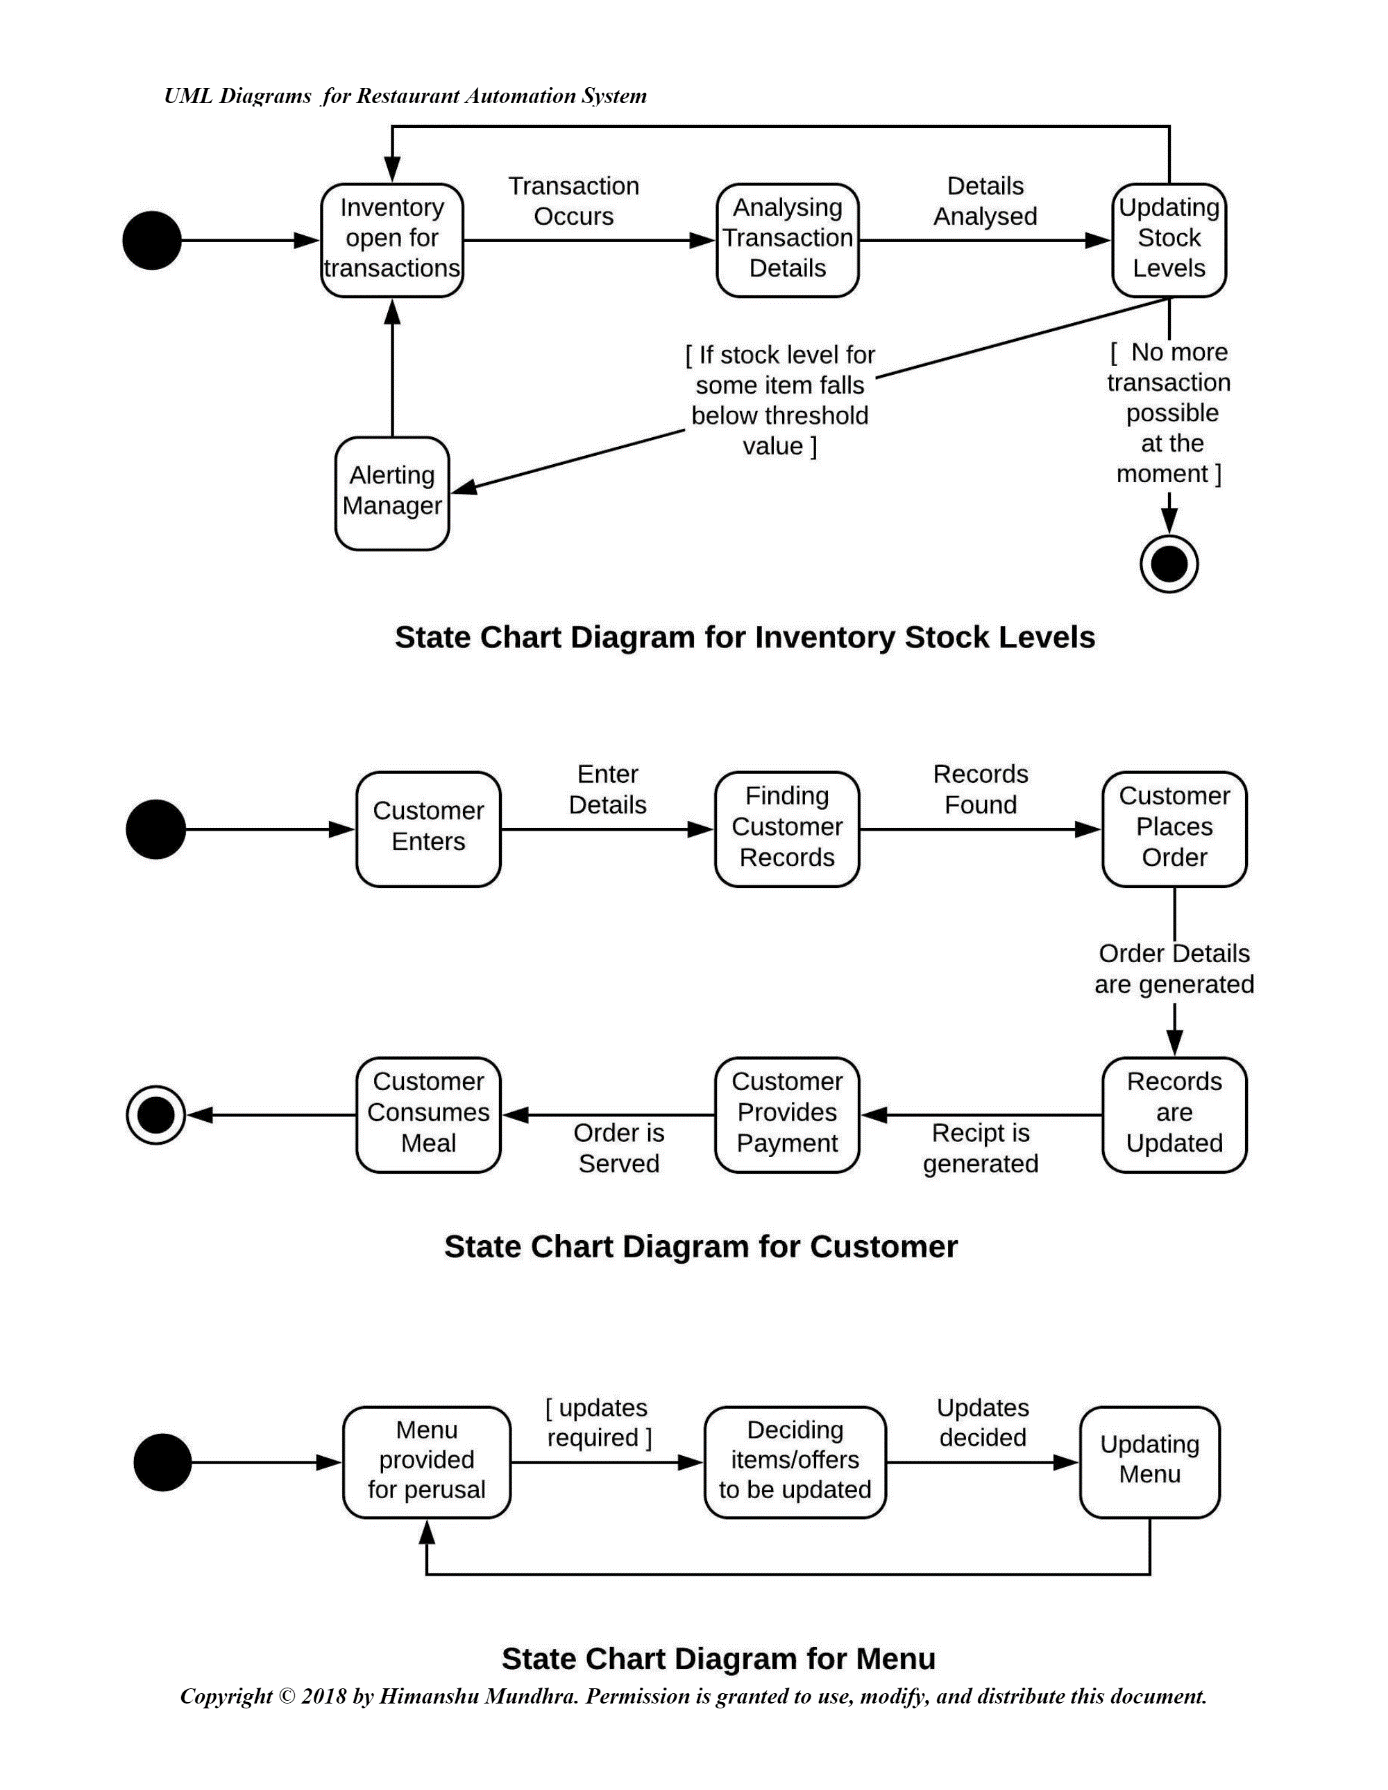 UML Diagrams  for Restaurant Automation System
Inventory
open for
transactions
Transaction
Occurs
Analysing
Transaction
Details
Details
Analysed
Updating
Stock
Levels
[ If stock level for
some item falls
below threshold
value ]
[  No more
transaction
possible
at the
moment ]
Alerting
Manager
State Chart Diagram for Inventory Stock Levels
Customer
Enters
Enter
Details
Finding
Customer
Records
Records
Found
Customer
Places
Order
Order Details
are generated
Records
are
Updated
Recipt is
generated
Customer
Provides
Payment
Order is
Served
Customer
Consumes
Meal
State Chart Diagram for Customer
Menu
provided
for perusal
[ updates
required ]
Deciding
items/offers
to be updated
Updates
decided
Updating
Menu
State Chart Diagram for Menu
Copyright © 2018 by Himanshu Mundhra. Permission is granted to use, modify, and distribute this document.